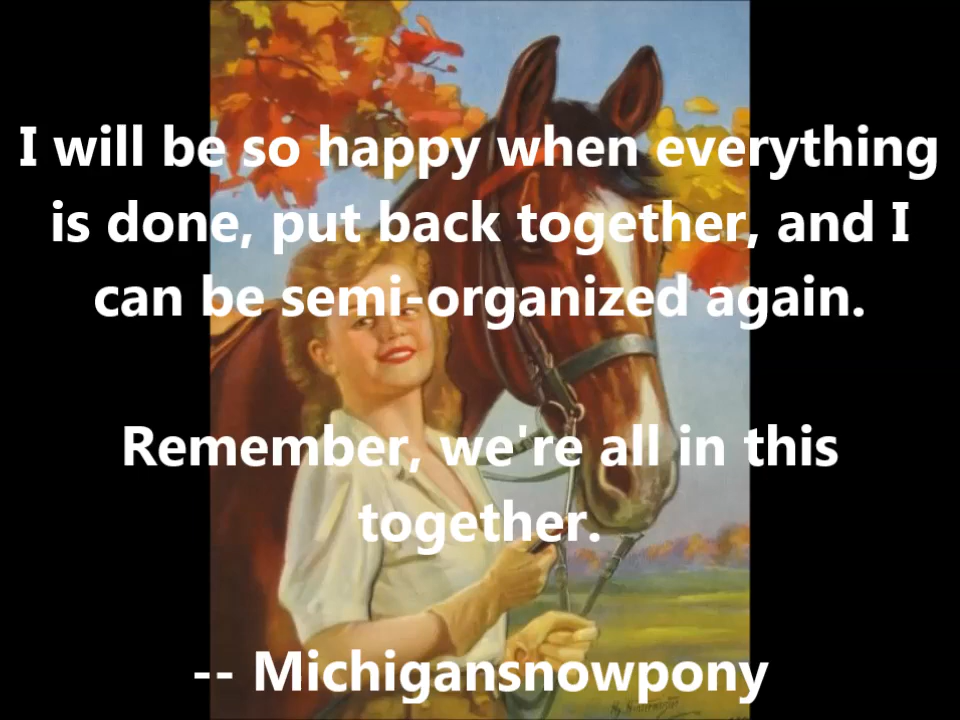 I will be so happy when everything
is done, put back together, and I
can be semi-organized again.
Remember, we're all in this
together.
-- Michigansnowpony